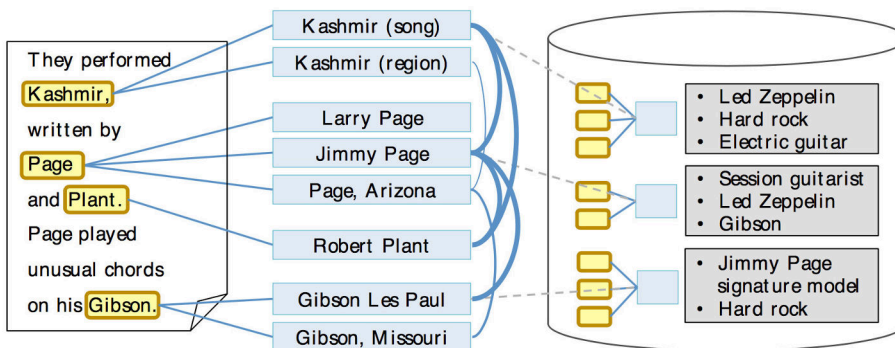 They performed
Kashmir,
written by
Page
and Plant.
Page played
unusual chords
on his Gibson.
Kashmir (song)
Kashmir (region)
Larry Page
Jimmy Page
Page, Arizona
Robert Plant
Gibson Les Paul
Gibson, Missouri
• Led Zeppelin
• Hard rock
• Electric guitar
• Session guitarist
• Led Zeppelin
• Gibson
• Jimmy Page
signature model
• Hard rock